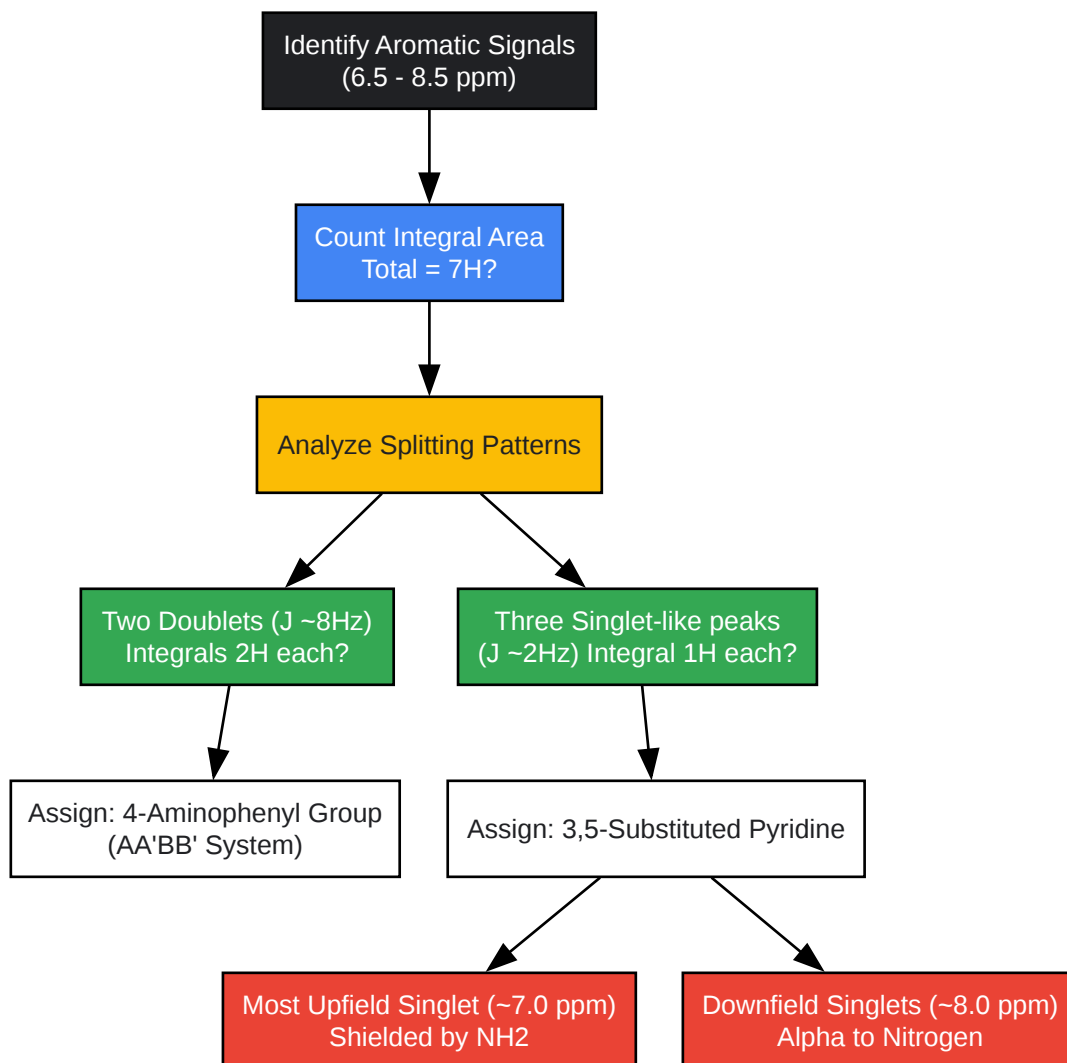 Identify Aromatic Signals
(6.5 - 8.5 ppm)
Count Integral Area
Total = 7H?
Analyze Splitting Patterns
Two Doublets (J ~8Hz)
Integrals 2H each?
Three Singlet-like peaks
(J ~2Hz) Integral 1H each?
Assign: 4-Aminophenyl Group
(AA'BB' System)
Assign: 3,5-Substituted Pyridine
Most Upfield Singlet (~7.0 ppm)
Shielded by NH2
Downfield Singlets (~8.0 ppm)
Alpha to Nitrogen